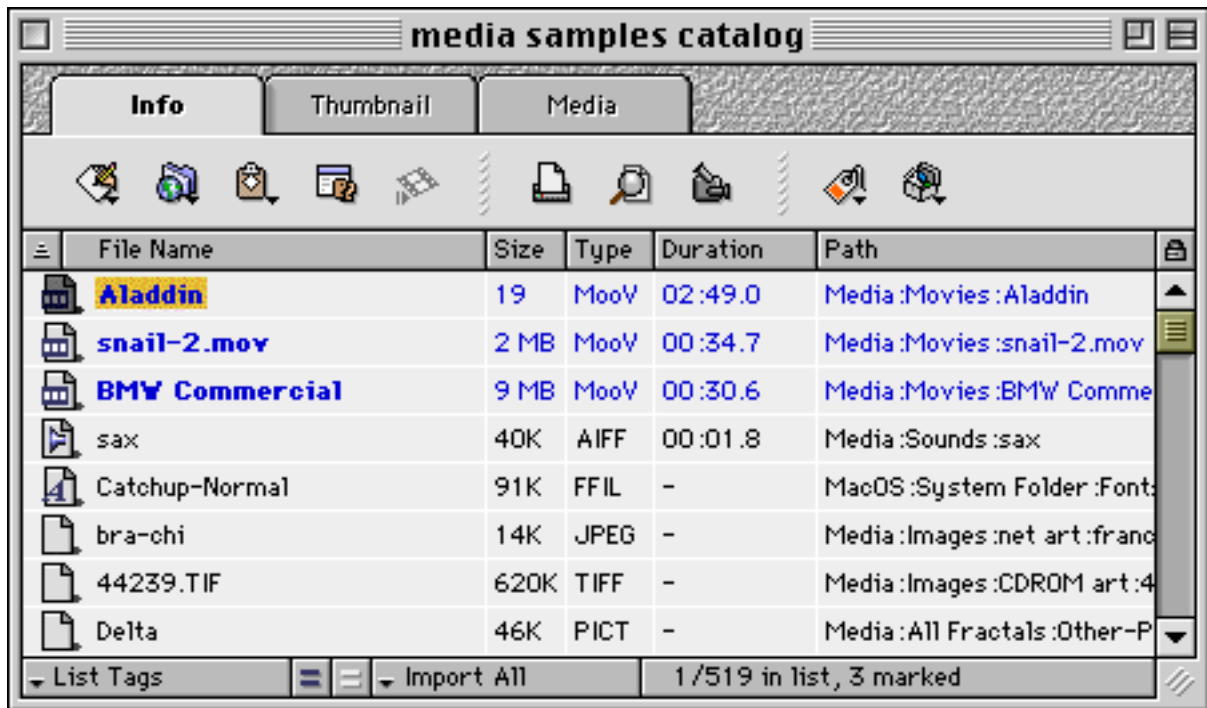 media samples catalog
Info Thumbnail Media
File Name Size Type Duration Path
Aladdin 19 MooV 02:49.0 Media:Movies:Aladdin
snail-2.mov 2 MB MooV 00:34.7 Media:Movies:snail-2.mov
BMW Commercial 9 MB MooV 00:30.6 Media:Movies:BMW Comme
sax 40K AIFF 00:01.8 Media:Sounds:sax
Catchup-Normal 91K FFIL - MacOS:System Folder:Fonts
bra-chi 14K JPEG - Media:Images:net art:franc
44239.TIF 620K TIFF - Media:Images:CDROM art:4
Delta 46K PICT - Media:All Fractals:Other-P
List Tags Import All 1/519 in list, 3 marked